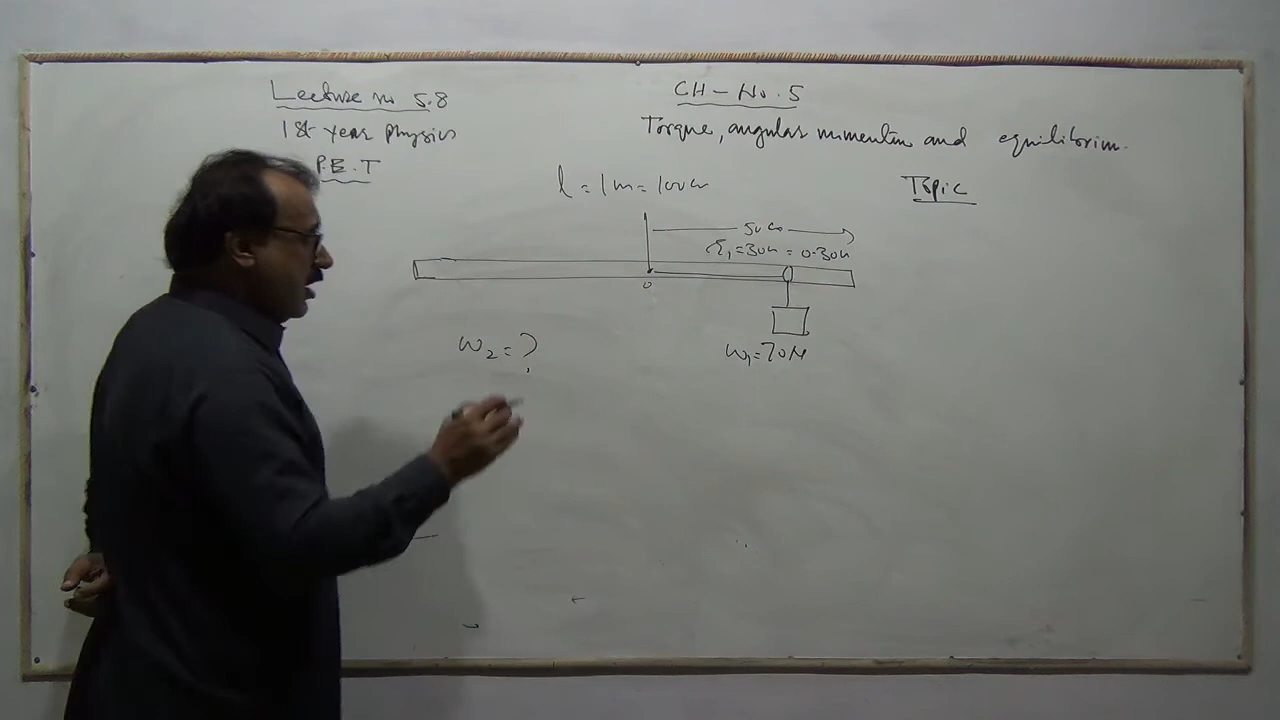 Lecture no 5.8
1st year Physics
P.B.T
CH - No. 5
Torque, angular momentum and equilibrium.
Topic
l = 1m = 100cm
50cm
r₁ = 30cm = 0.30m
o
w₂ = ?
w₁ = 70N